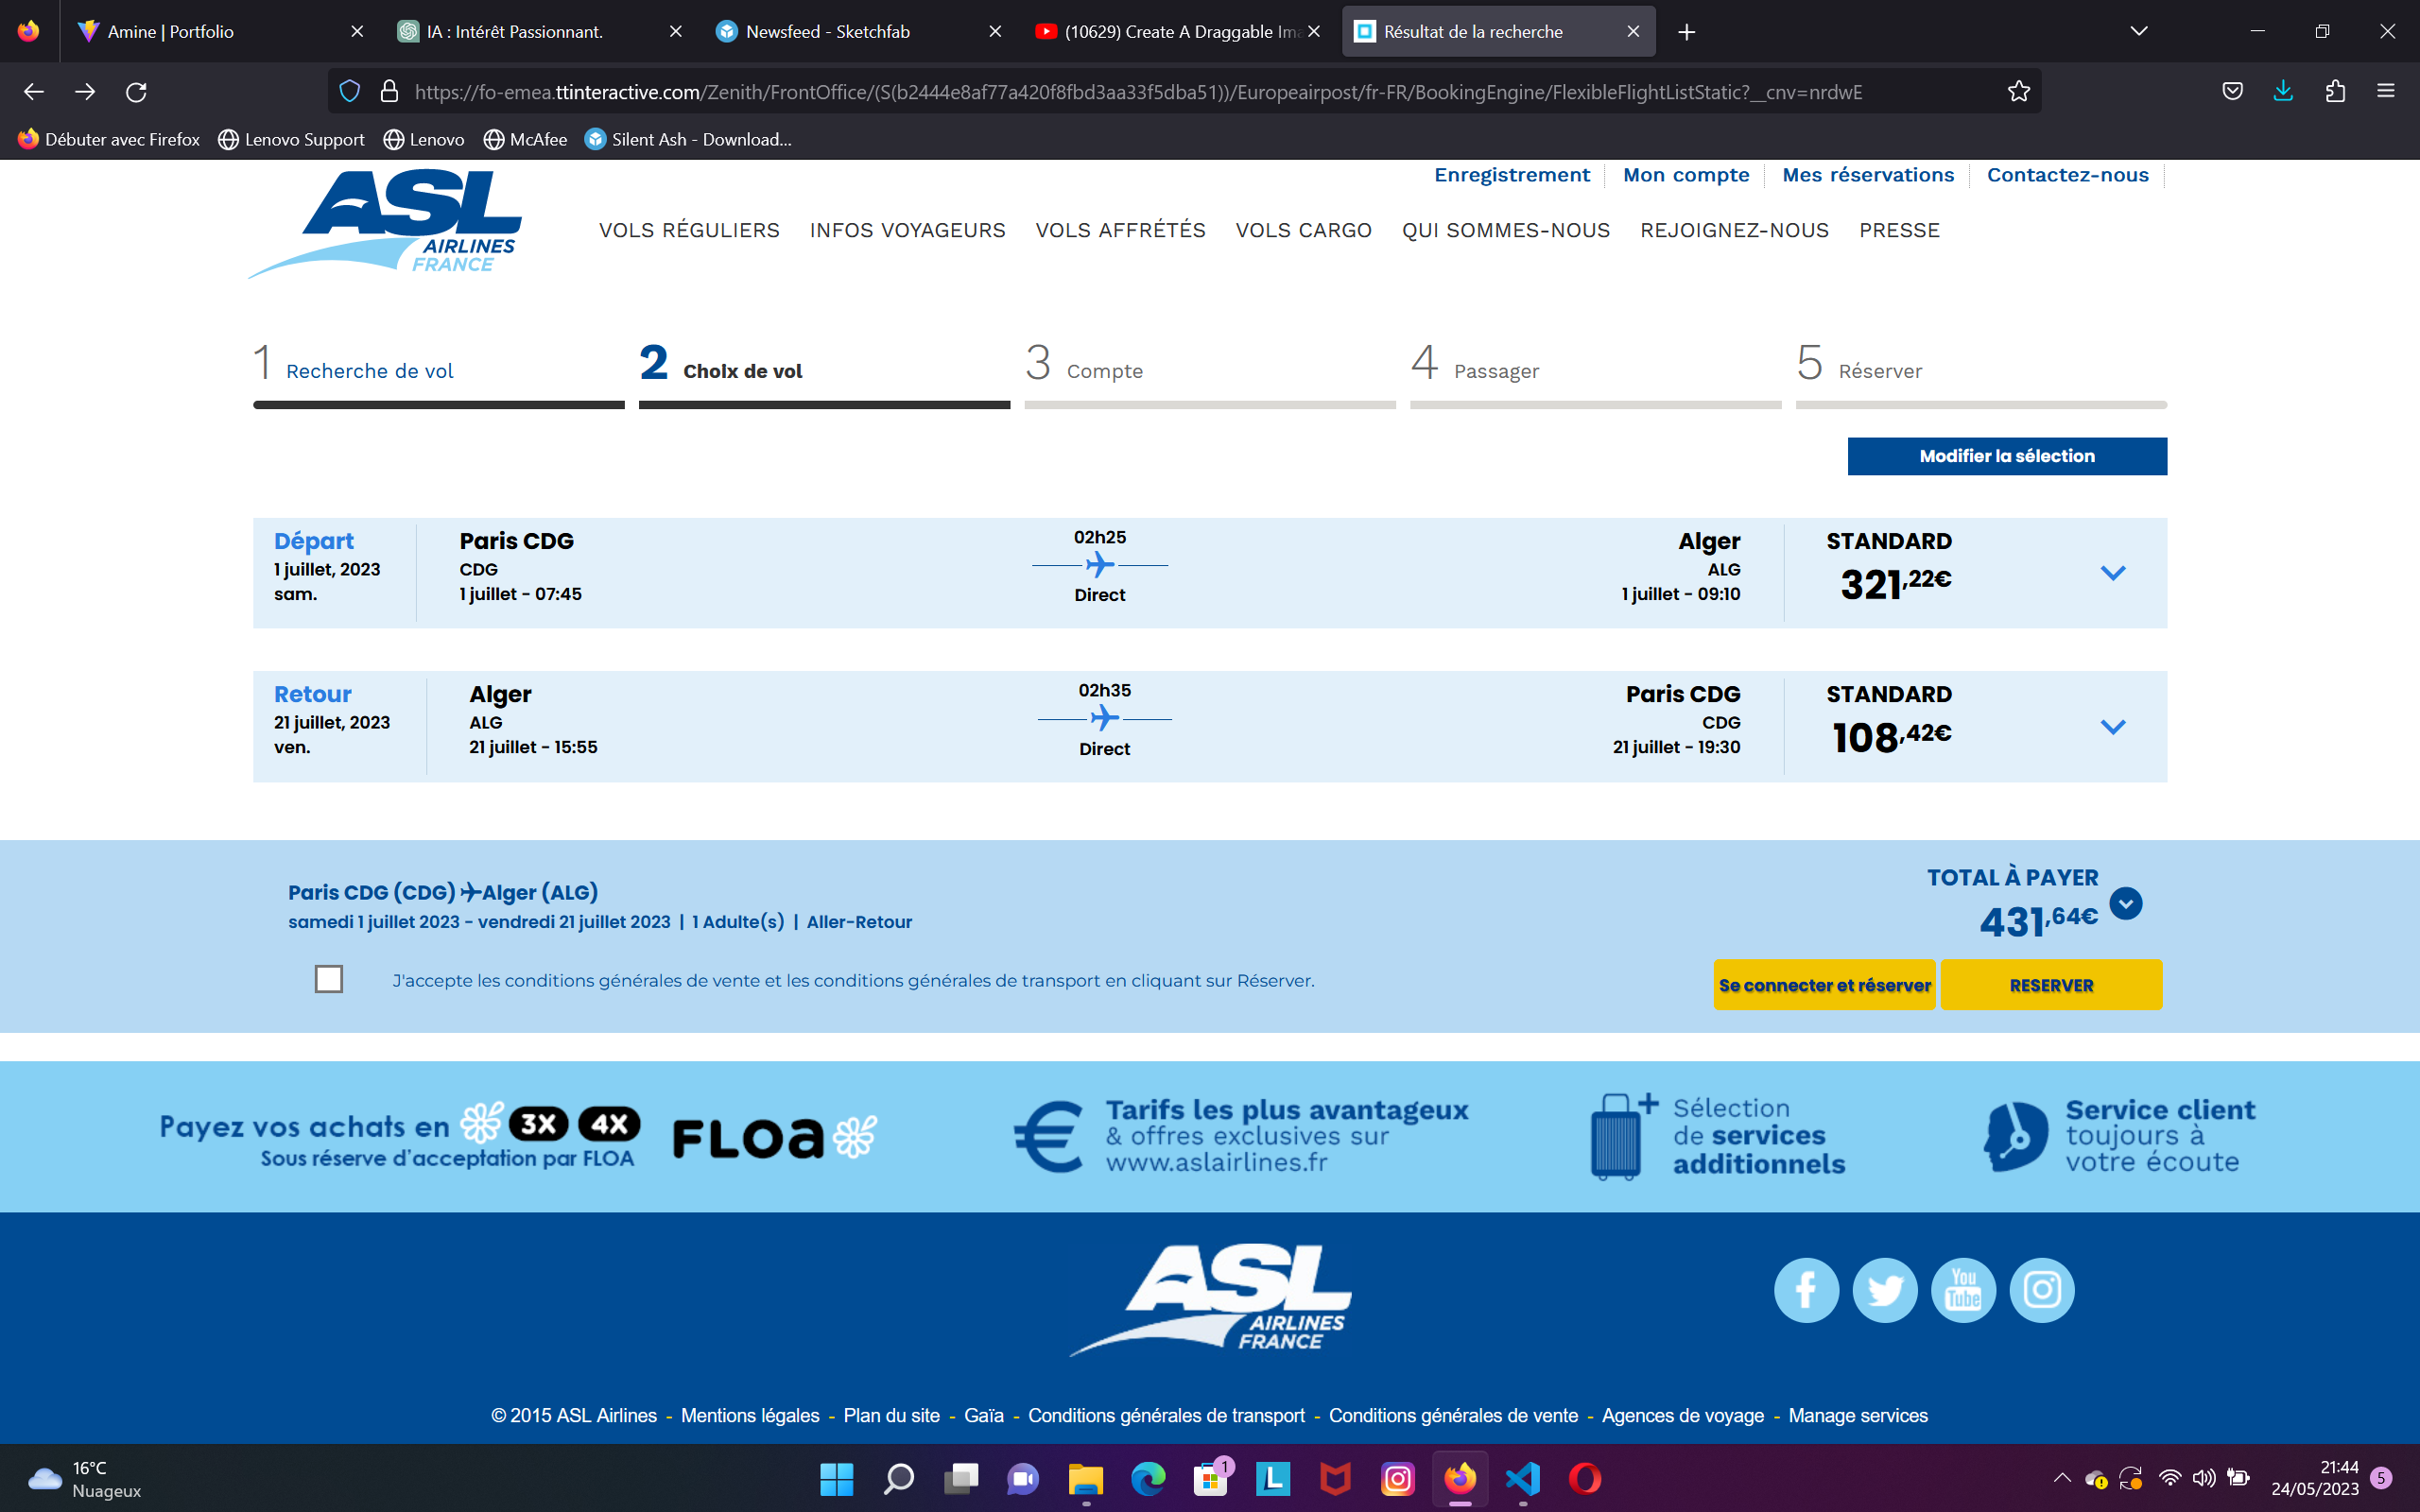 Amine | Portfolio
IA : Intérêt Passionnant.
Newsfeed - Sketchfab
(10629) Create A Draggable Ima
Résultat de la recherche
https://fo-emea.ttinteractive.com/Zenith/FrontOffice/(S(b2444e8af77a420f8fbd3aa33f5dba51))/Europeairpost/fr-FR/BookingEngine/FlexibleFlightListStatic?__cnv=nrdwE
Débuter avec Firefox
Lenovo Support
Lenovo
McAfee
Silent Ash - Download...
Enregistrement
Mon compte
Mes réservations
Contactez-nous
ASL
AIRLINES
FRANCE
VOLS RÉGULIERS
INFOS VOYAGEURS
VOLS AFFRÉTÉS
VOLS CARGO
QUI SOMMES-NOUS
REJOIGNEZ-NOUS
PRESSE
1 Recherche de vol
2 Choix de vol
3 Compte
4 Passager
5 Réserver
Modifier la sélection
Départ
1 juillet, 2023
sam.
Paris CDG
CDG
1 juillet - 07:45
02h25
Direct
Alger
ALG
1 juillet - 09:10
STANDARD
321,22€
Retour
21 juillet, 2023
ven.
Alger
ALG
21 juillet - 15:55
02h35
Direct
Paris CDG
CDG
21 juillet - 19:30
STANDARD
108,42€
Paris CDG (CDG) Alger (ALG)
samedi 1 juillet 2023 - vendredi 21 juillet 2023 | 1 Adulte(s) | Aller-Retour
TOTAL À PAYER
431,64€
J'accepte les conditions générales de vente et les conditions générales de transport en cliquant sur Réserver.
Se connecter et réserver
RESERVER
Payez vos achats en 3X 4X
Sous réserve d'acceptation par FLOA
FLOa
€
Tarifs les plus avantageux
& offres exclusives sur
www.aslairlines.fr
Sélection
de services
additionnels
Service client
toujours à
votre écoute
ASL
AIRLINES
FRANCE
You
Tube
© 2015 ASL Airlines - Mentions légales - Plan du site - Gaïa - Conditions générales de transport - Conditions générales de vente - Agences de voyage - Manage services
16°C
Nuageux
1
L
21:44
24/05/2023
5